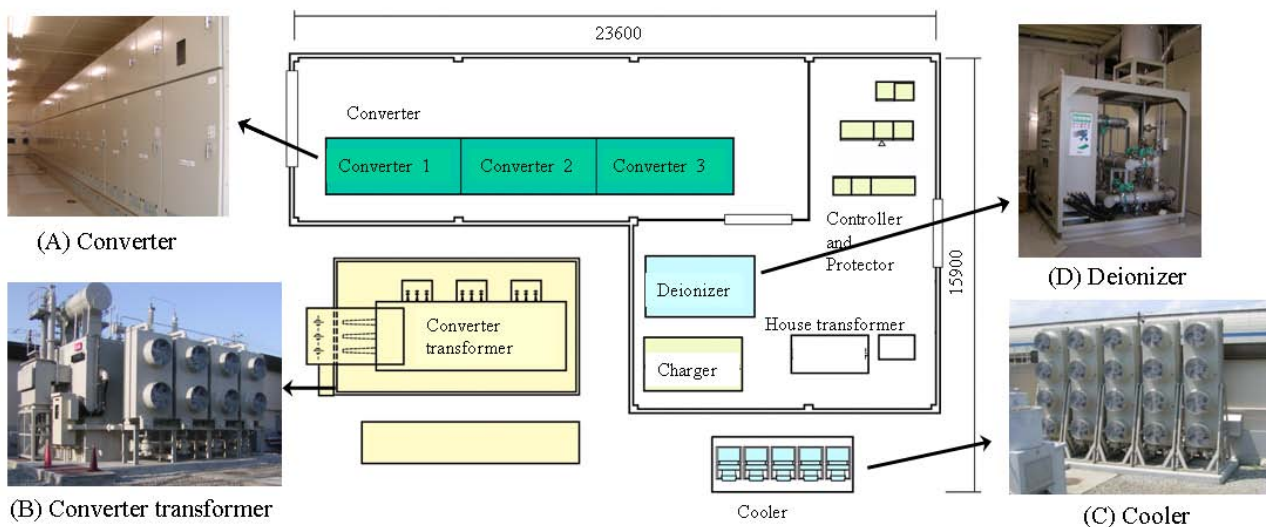 23600
Converter
Converter 1
Converter 2
Converter 3
Controller
and
Protector
15900
Deionizer
House transformer
Charger
Converter
transformer
Cooler
(A) Converter
(B) Converter transformer
(D) Deionizer
(C) Cooler